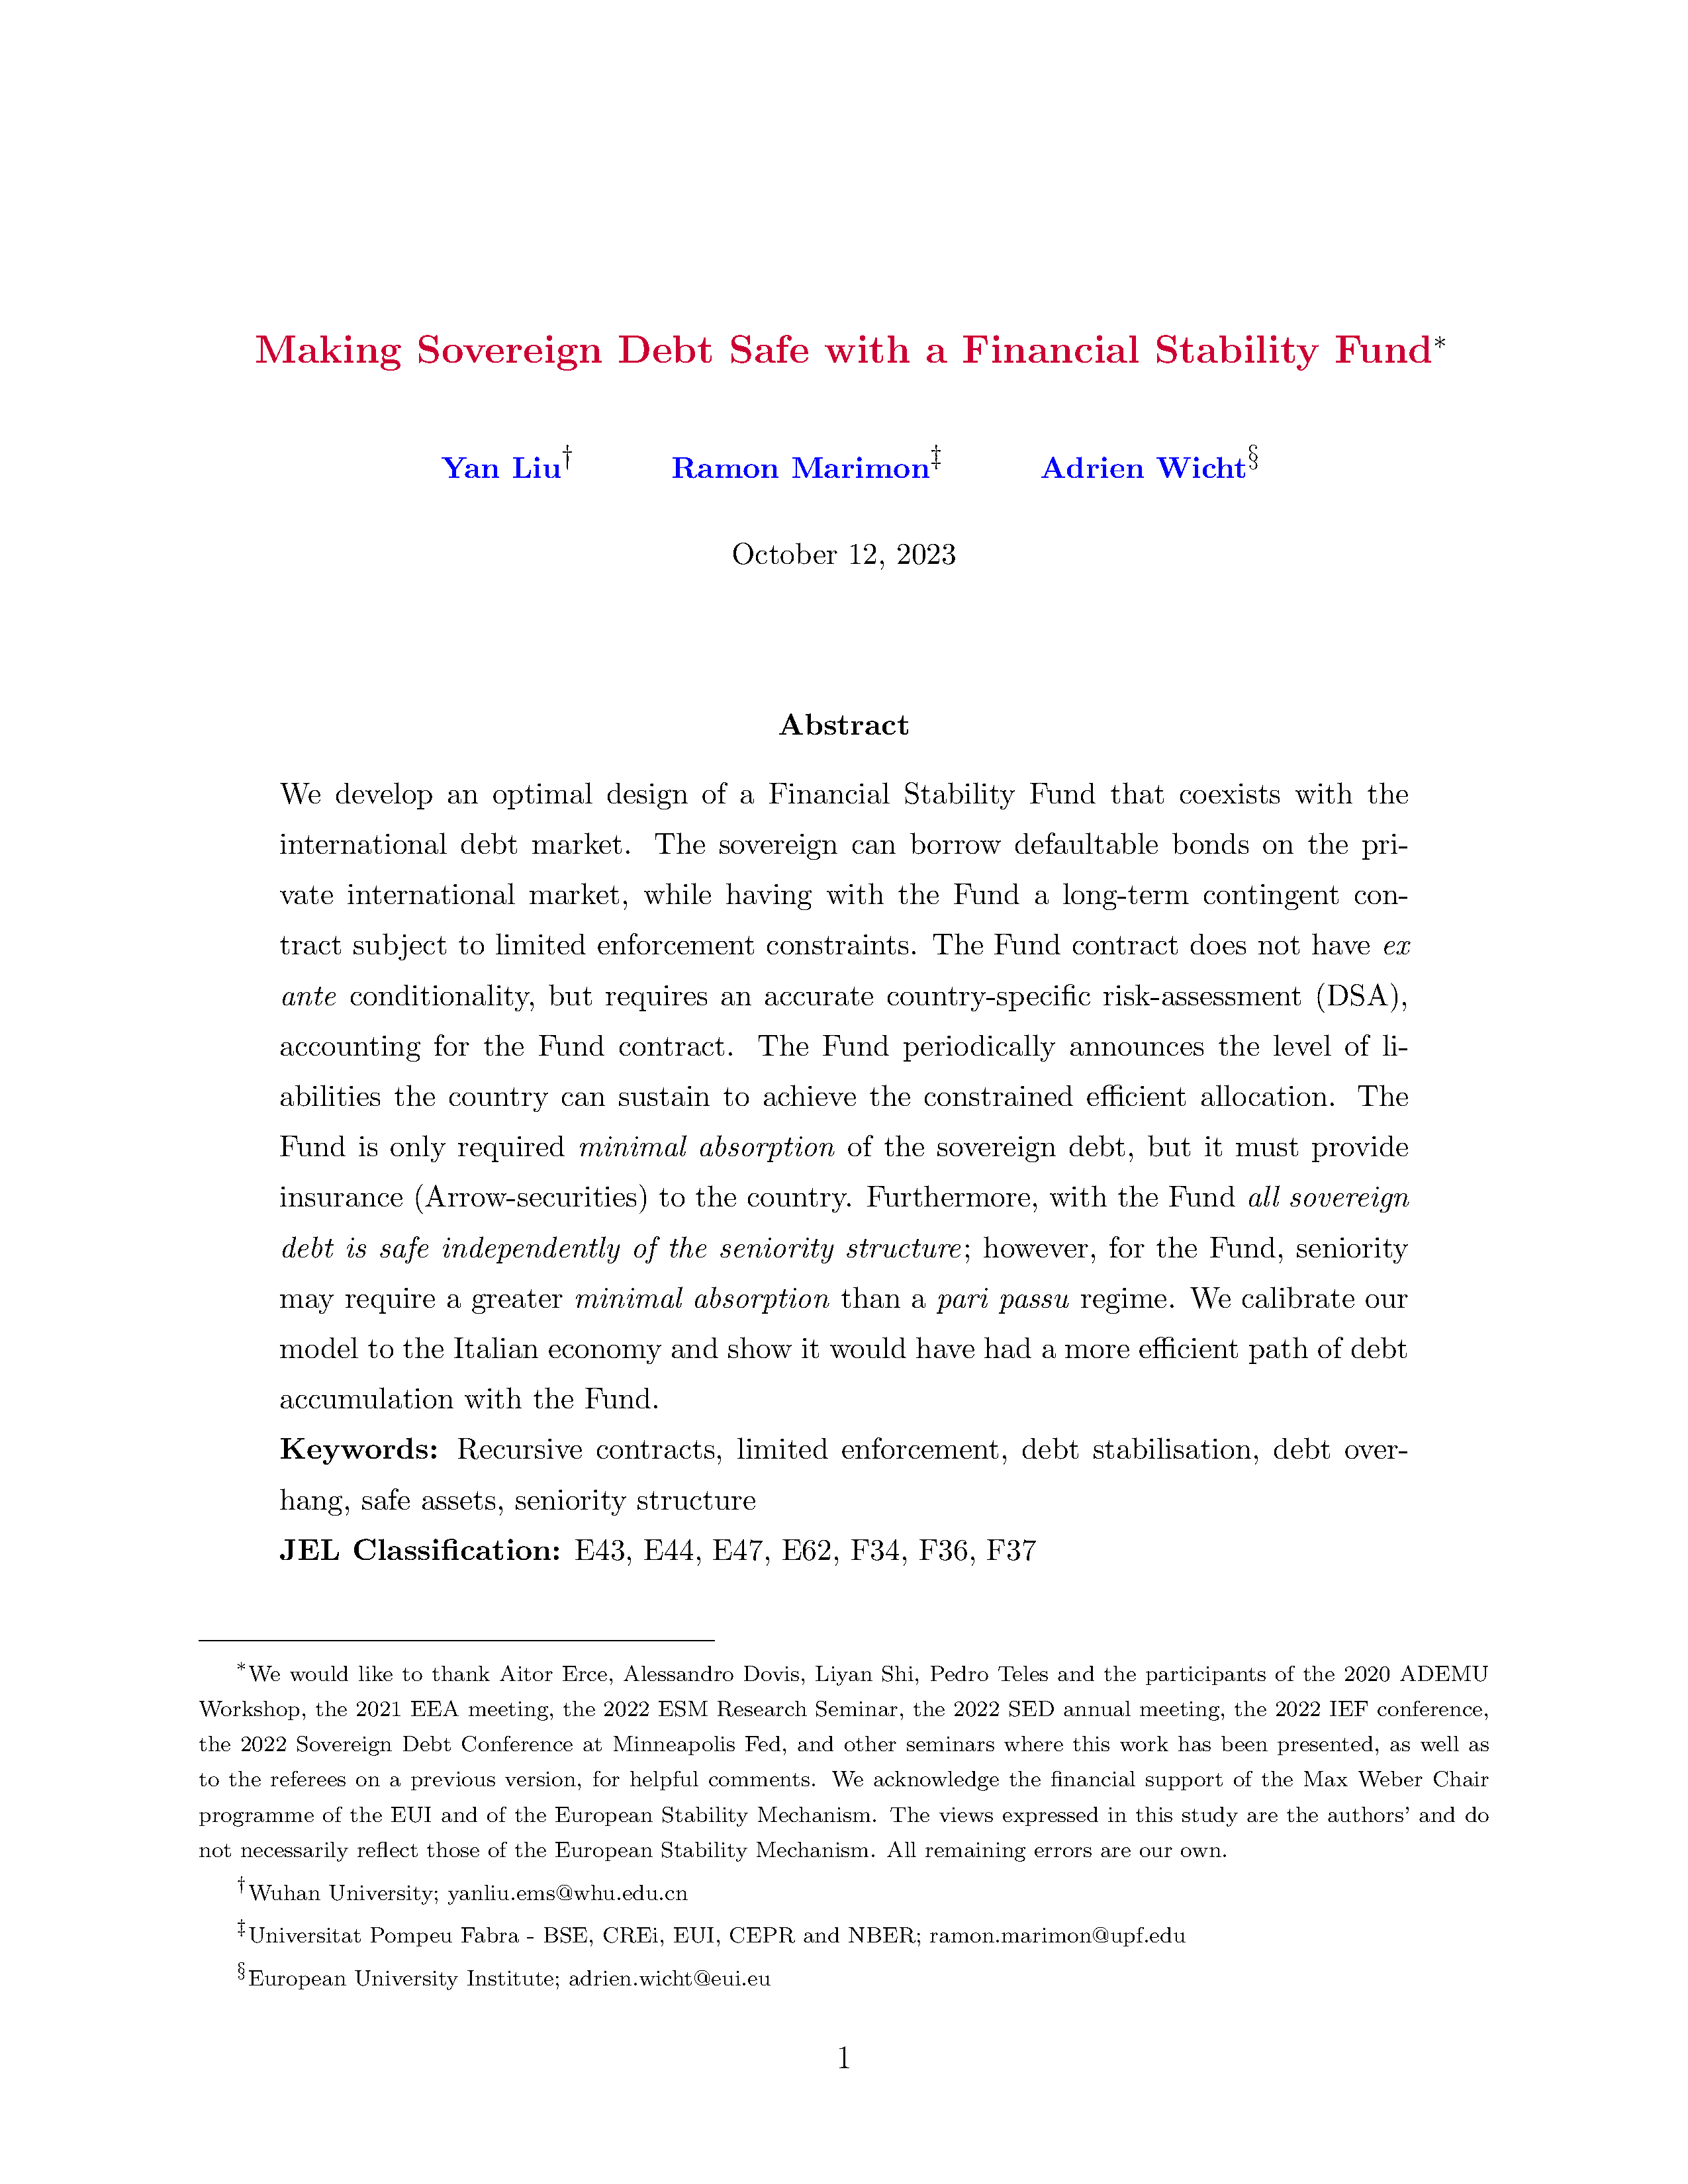 Making Sovereign Debt Safe with a Financial Stability Fund*
Yan Liu† Ramon Marimon‡ Adrien Wicht§
October 12, 2023
Abstract
We develop an optimal design of a Financial Stability Fund that coexists with the
international debt market. The sovereign can borrow defaultable bonds on the pri-
vate international market, while having with the Fund a long-term contingent con-
tract subject to limited enforcement constraints. The Fund contract does not have ex
ante conditionality, but requires an accurate country-specific risk-assessment (DSA),
accounting for the Fund contract. The Fund periodically announces the level of li-
abilities the country can sustain to achieve the constrained efficient allocation. The
Fund is only required minimal absorption of the sovereign debt, but it must provide
insurance (Arrow-securities) to the country. Furthermore, with the Fund all sovereign
debt is safe independently of the seniority structure; however, for the Fund, seniority
may require a greater minimal absorption than a pari passu regime. We calibrate our
model to the Italian economy and show it would have had a more efficient path of debt
accumulation with the Fund.
Keywords: Recursive contracts, limited enforcement, debt stabilisation, debt over-
hang, safe assets, seniority structure
JEL Classification: E43, E44, E47, E62, F34, F36, F37
*We would like to thank Aitor Erce, Alessandro Dovis, Liyan Shi, Pedro Teles and the participants of the 2020 ADEMU
Workshop, the 2021 EEA meeting, the 2022 ESM Research Seminar, the 2022 SED annual meeting, the 2022 IEF conference,
the 2022 Sovereign Debt Conference at Minneapolis Fed, and other seminars where this work has been presented, as well as
to the referees on a previous version, for helpful comments. We acknowledge the financial support of the Max Weber Chair
programme of the EUI and of the European Stability Mechanism. The views expressed in this study are the authors' and do
not necessarily reflect those of the European Stability Mechanism. All remaining errors are our own.
†Wuhan University; yanliu.ems@whu.edu.cn
‡Universitat Pompeu Fabra - BSE, CREi, EUI, CEPR and NBER; ramon.marimon@upf.edu
§European University Institute; adrien.wicht@eui.eu
1